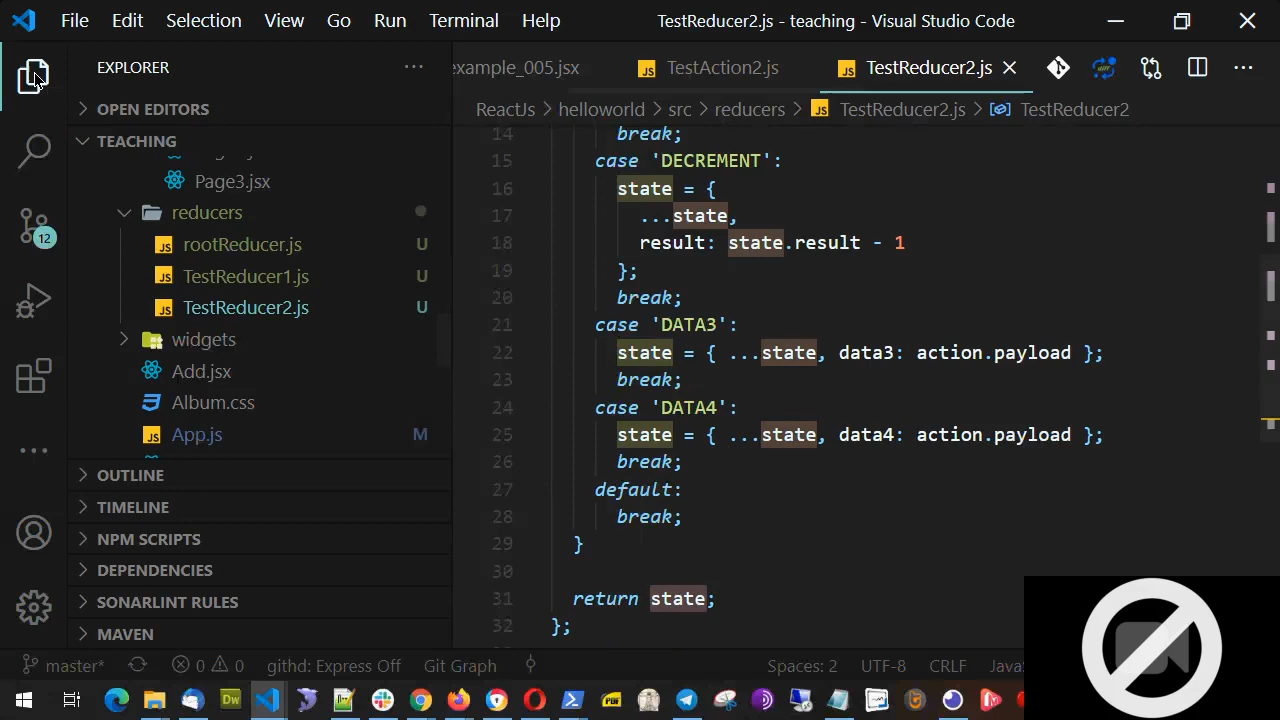 File Edit Selection View Go Run Terminal Help TestReducer2.js - teaching - Visual Studio Code
EXPLORER
example_005.jsx TestAction2.js TestReducer2.js
OPEN EDITORS
ReactJs > helloworld > src > reducers > TestReducer2.js > TestReducer2
TEACHING
Page3.jsx
reducers
rootReducer.js U
TestReducer1.js U
TestReducer2.js U
widgets
Add.jsx
Album.css
App.js M
OUTLINE
TIMELINE
NPM SCRIPTS
DEPENDENCIES
SONARLINT RULES
MAVEN
12
14 break;
15 case 'DECREMENT':
16 state = {
17 ...state,
18 result: state.result - 1
19 };
20 break;
21 case 'DATA3':
22 state = { ...state, data3: action.payload };
23 break;
24 case 'DATA4':
25 state = { ...state, data4: action.payload };
26 break;
27 default:
28 break;
29 }
30
31 return state;
32 };
master* 0 0 githd: Express Off Git Graph Spaces: 2 UTF-8 CRLF Java